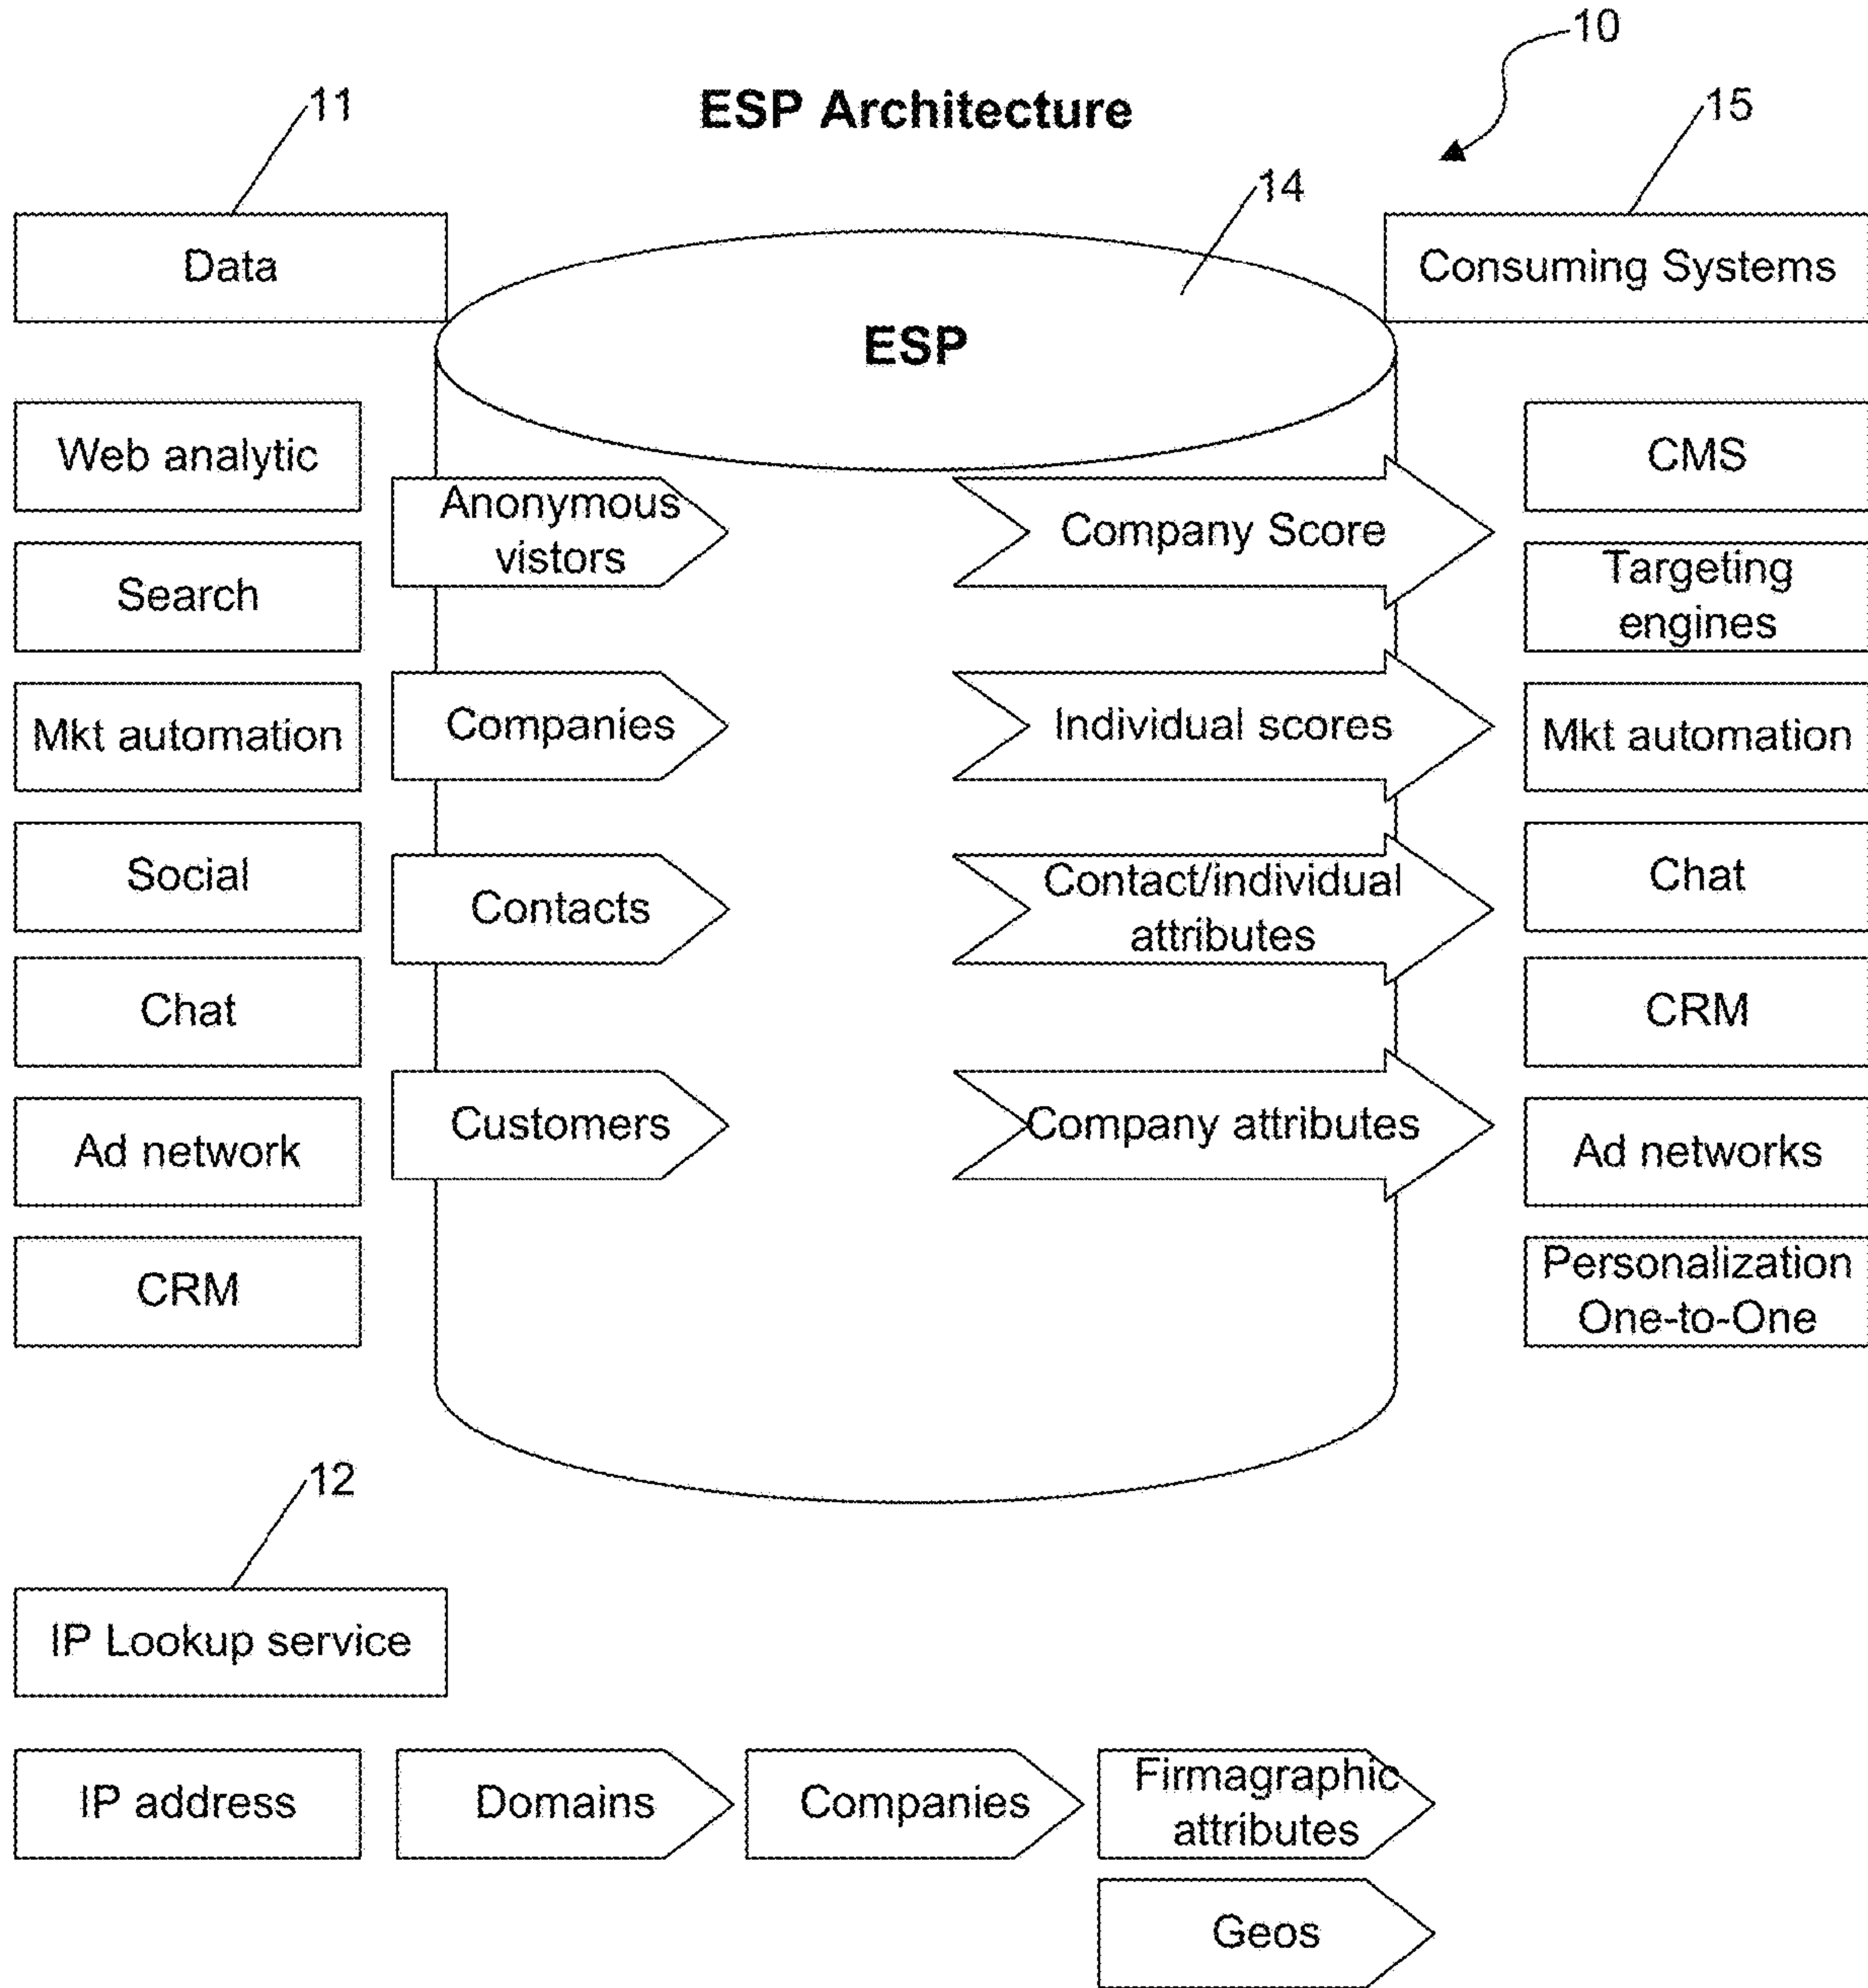 10
11
ESP Architecture
15
14
Data
ESP
Consuming Systems
Web analytic
Search
Mkt automation
Social
Chat
Ad network
CRM
Anonymous
vistors
Companies
Contacts
Customers
Company Score
Individual scores
Contact/individual
attributes
Company attributes
CMS
Targeting
engines
Mkt automation
Chat
CRM
Ad networks
Personalization
One-to-One
12
IP Lookup service
IP address
Domains
Companies
Firmagraphic
attributes
Geos